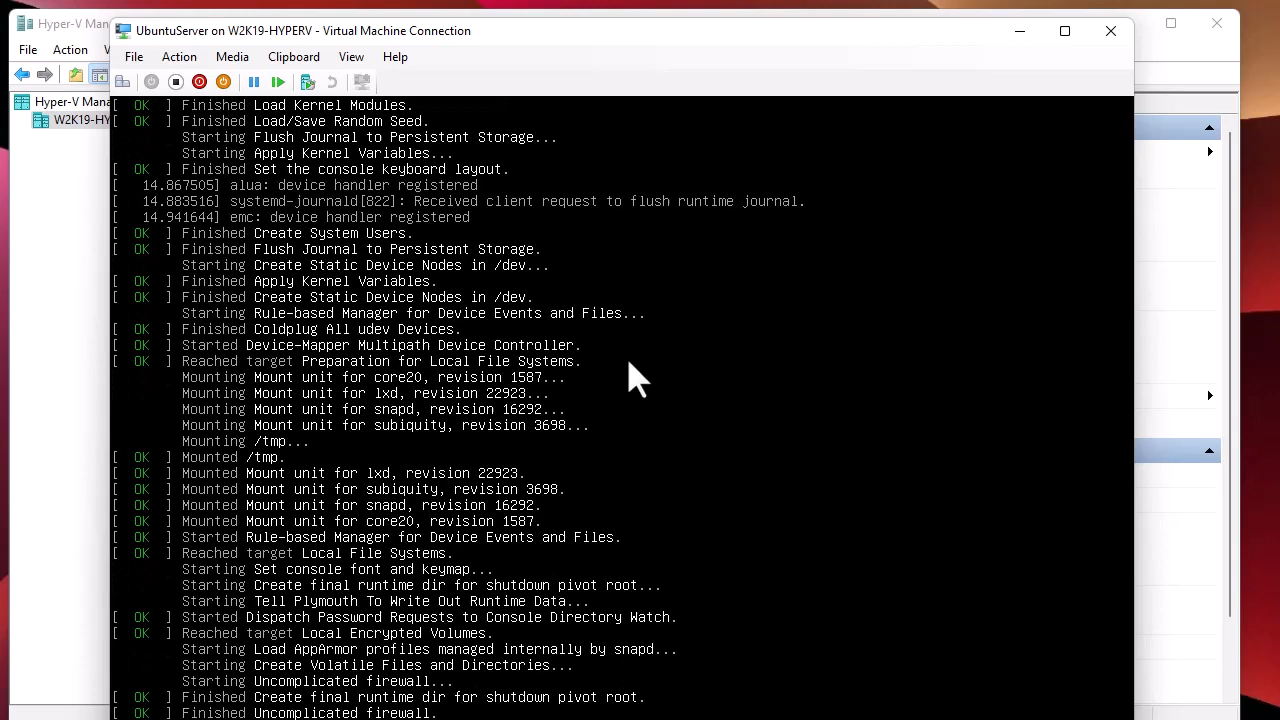 Hyper-V Mana
File Action V
Hyper-V Mana
W2K19-HY
UbuntuServer on W2K19-HYPERV - Virtual Machine Connection
File Action Media Clipboard View Help
[ OK ] Finished Load Kernel Modules.
[ OK ] Finished Load/Save Random Seed.
Starting Flush Journal to Persistent Storage...
Starting Apply Kernel Variables...
[ OK ] Finished Set the console keyboard layout.
[ 14.867505] alua: device handler registered
[ 14.883516] systemd-journald[822]: Received client request to flush runtime journal.
[ 14.941644] emc: device handler registered
[ OK ] Finished Create System Users.
[ OK ] Finished Flush Journal to Persistent Storage.
Starting Create Static Device Nodes in /dev...
[ OK ] Finished Apply Kernel Variables.
[ OK ] Finished Create Static Device Nodes in /dev.
Starting Rule-based Manager for Device Events and Files...
[ OK ] Finished Coldplug All udev Devices.
[ OK ] Started Device-Mapper Multipath Device Controller.
[ OK ] Reached target Preparation for Local File Systems.
Mounting Mount unit for core20, revision 1587...
Mounting Mount unit for lxd, revision 22923...
Mounting Mount unit for snapd, revision 16292...
Mounting Mount unit for subiquity, revision 3698...
Mounting /tmp...
[ OK ] Mounted /tmp.
[ OK ] Mounted Mount unit for lxd, revision 22923.
[ OK ] Mounted Mount unit for subiquity, revision 3698.
[ OK ] Mounted Mount unit for snapd, revision 16292.
[ OK ] Mounted Mount unit for core20, revision 1587.
[ OK ] Started Rule-based Manager for Device Events and Files.
[ OK ] Reached target Local File Systems.
Starting Set console font and keymap...
Starting Create final runtime dir for shutdown pivot root...
Starting Tell Plymouth To Write Out Runtime Data...
[ OK ] Started Dispatch Password Requests to Console Directory Watch.
[ OK ] Reached target Local Encrypted Volumes.
Starting Load AppArmor profiles managed internally by snapd...
Starting Create Volatile Files and Directories...
Starting Uncomplicated firewall...
[ OK ] Finished Create final runtime dir for shutdown pivot root.
[ OK ] Finished Uncomplicated firewall.